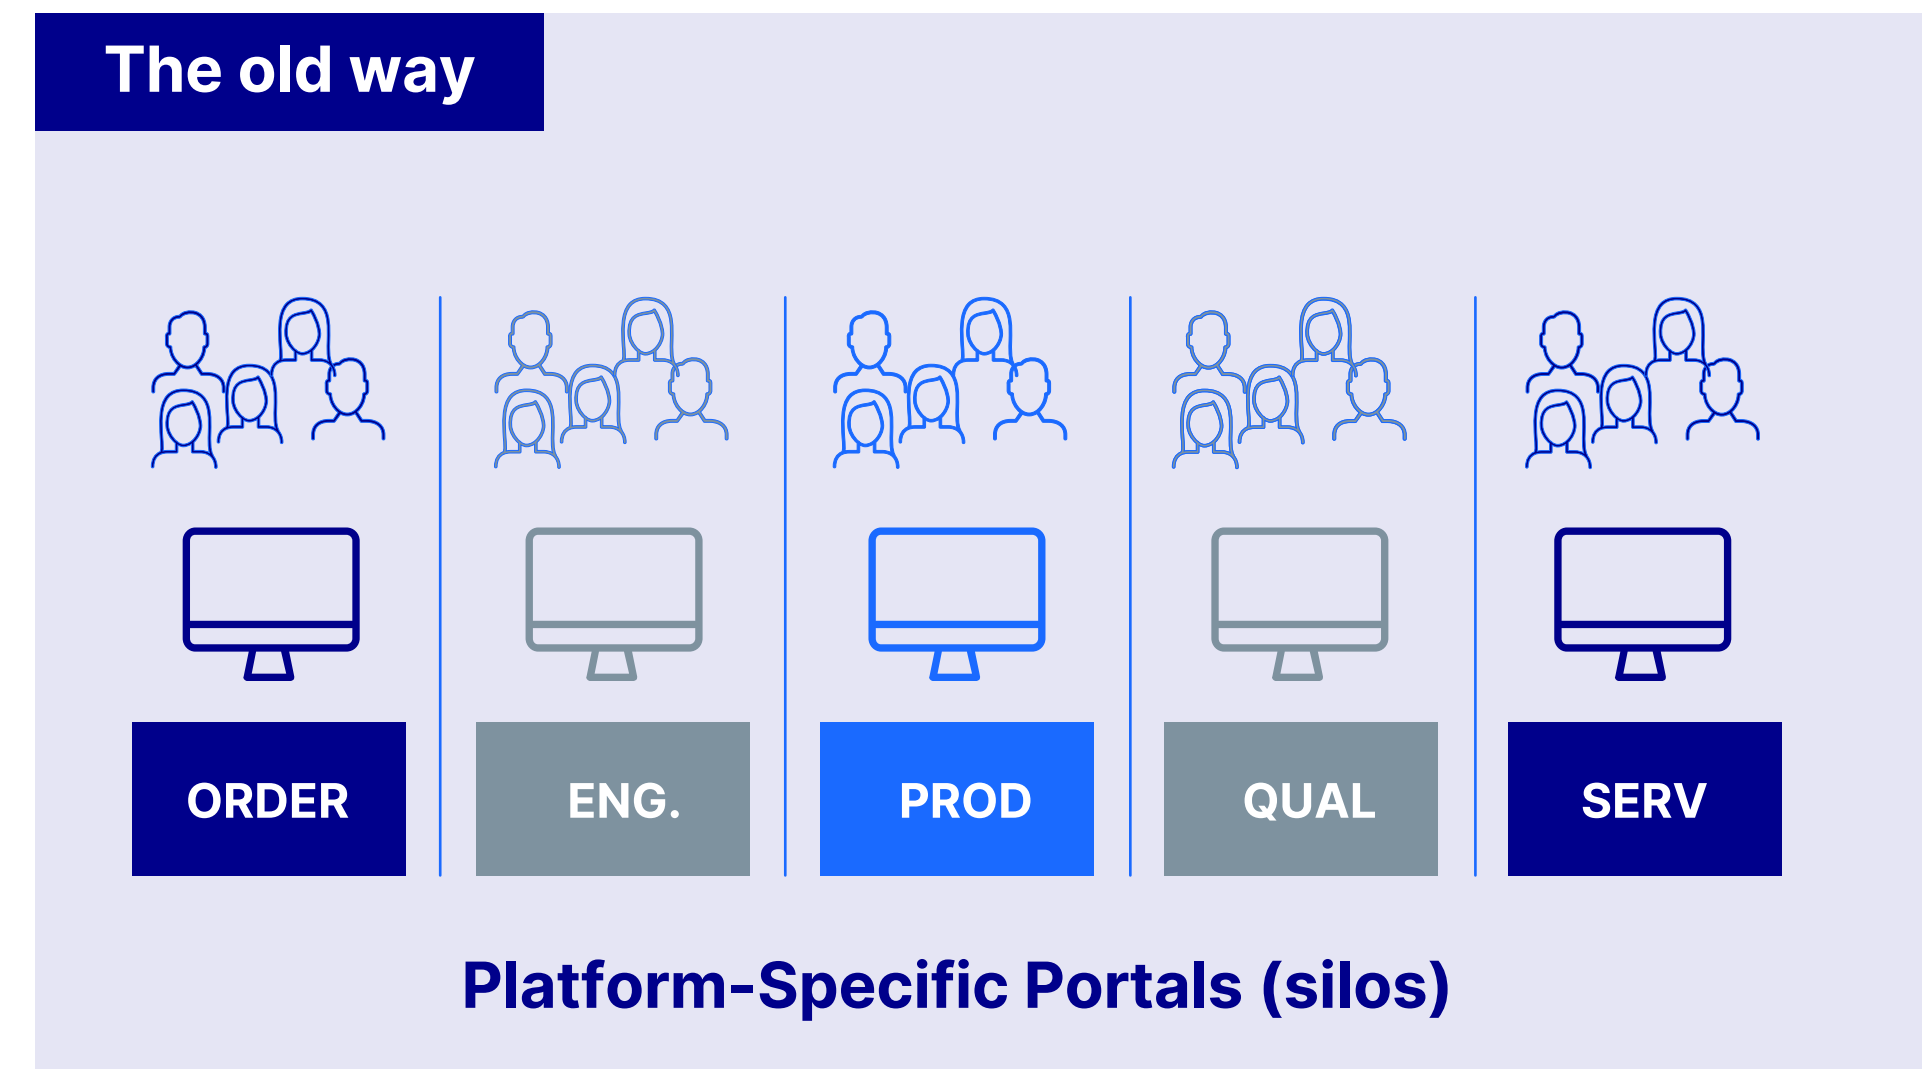 The old way
ORDER
ENG.
PROD
QUAL
SERV
Platform-Specific Portals (silos)